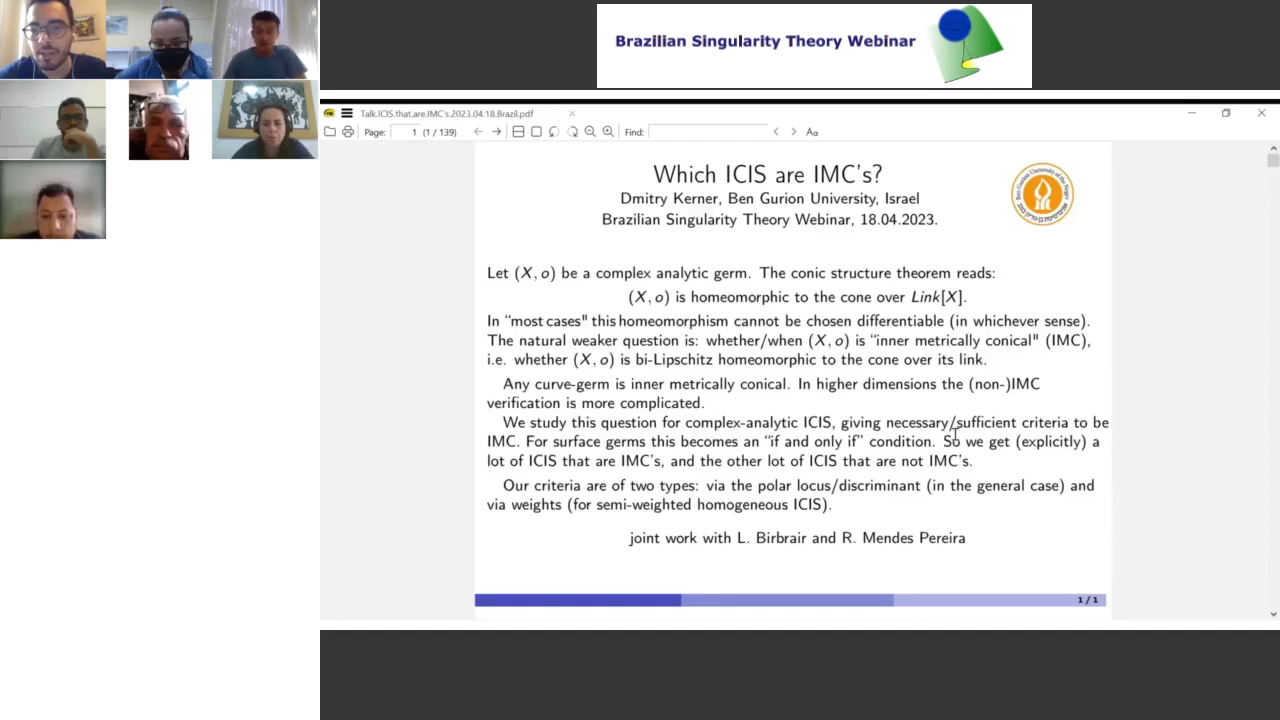 Brazilian Singularity Theory Webinar
Talk.ICIS.that.are.IMC's.2023.04.18.Brazil.pdf
Page: 1 (1 / 139) Find:
Which ICIS are IMC's?
Dmitry Kerner, Ben Gurion University, Israel
Brazilian Singularity Theory Webinar, 18.04.2023.
Let (X, o) be a complex analytic germ. The conic structure theorem reads:
(X, o) is homeomorphic to the cone over Link[X].
In "most cases" this homeomorphism cannot be chosen differentiable (in whichever sense).
The natural weaker question is: whether/when (X, o) is "inner metrically conical" (IMC),
i.e. whether (X, o) is bi-Lipschitz homeomorphic to the cone over its link.
Any curve-germ is inner metrically conical. In higher dimensions the (non-)IMC
verification is more complicated.
We study this question for complex-analytic ICIS, giving necessary/sufficient criteria to be
IMC. For surface germs this becomes an "if and only if" condition. So we get (explicitly) a
lot of ICIS that are IMC's, and the other lot of ICIS that are not IMC's.
Our criteria are of two types: via the polar locus/discriminant (in the general case) and
via weights (for semi-weighted homogeneous ICIS).
joint work with L. Birbrair and R. Mendes Pereira
1 / 1